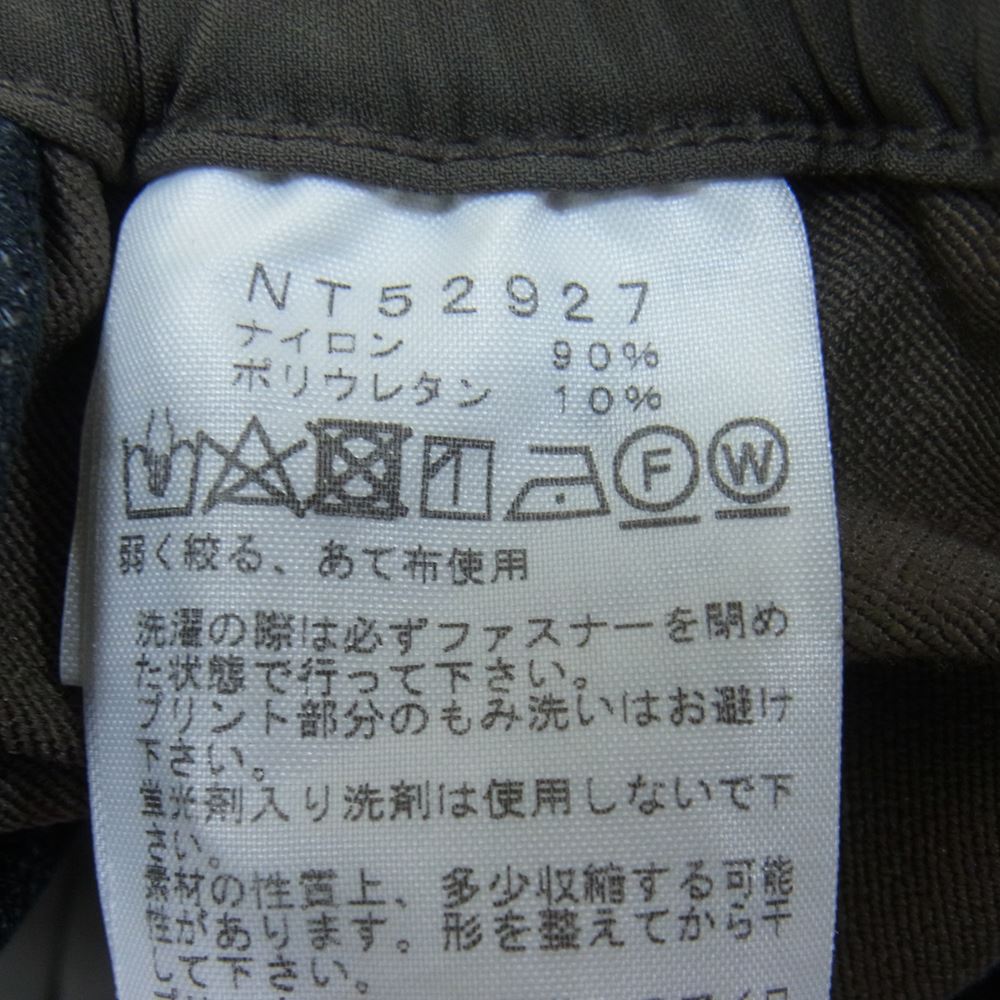 NT52927
ナイロン 90%
ポリウレタン 10%
F W
弱く絞る、あて布使用
洗濯の際は必ずファスナーを閉め
た状態で行って下さい。
プリント部分のもみ洗いはお避け
下さい。
蛍光剤入り洗剤は使用しないで下
さい。
素材の性質上、多少収縮する可能
性があります。形を整えてから干
して下さい。